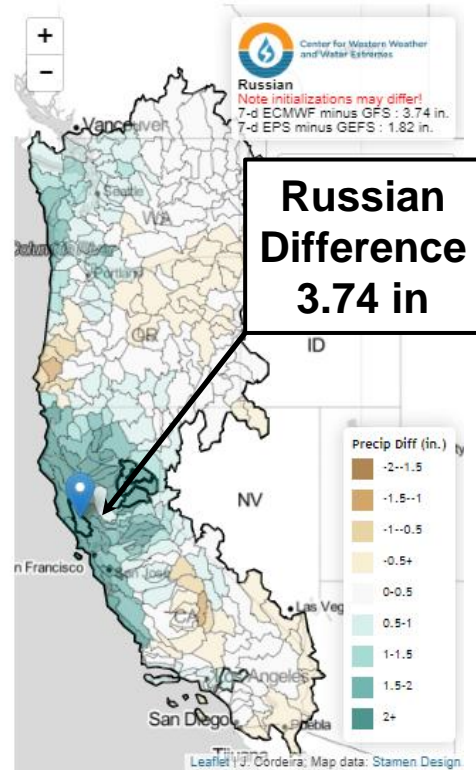 +
−
Center for Western Weather
and Water Extremes
Russian
Note initializations may differ!
7-d ECMWF minus GFS : 3.74 in.
7-d EPS minus GEFS : 1.82 in.
Vancouver
Seattle
WA
Russian
Difference
3.74 in
Columbia River
Portland
OR
ID
Precip Diff (in.)
-2--1.5
-1.5--1
-1--0.5
-0.5+
0-0.5
0.5-1
1-1.5
1.5-2
2+
NV
n Francisco
San Jose
CA
Las Veg
Los Angeles
San Diego
Puebla
Tijuana
Leaflet | J. Cordeira; Map data: Stamen Design.